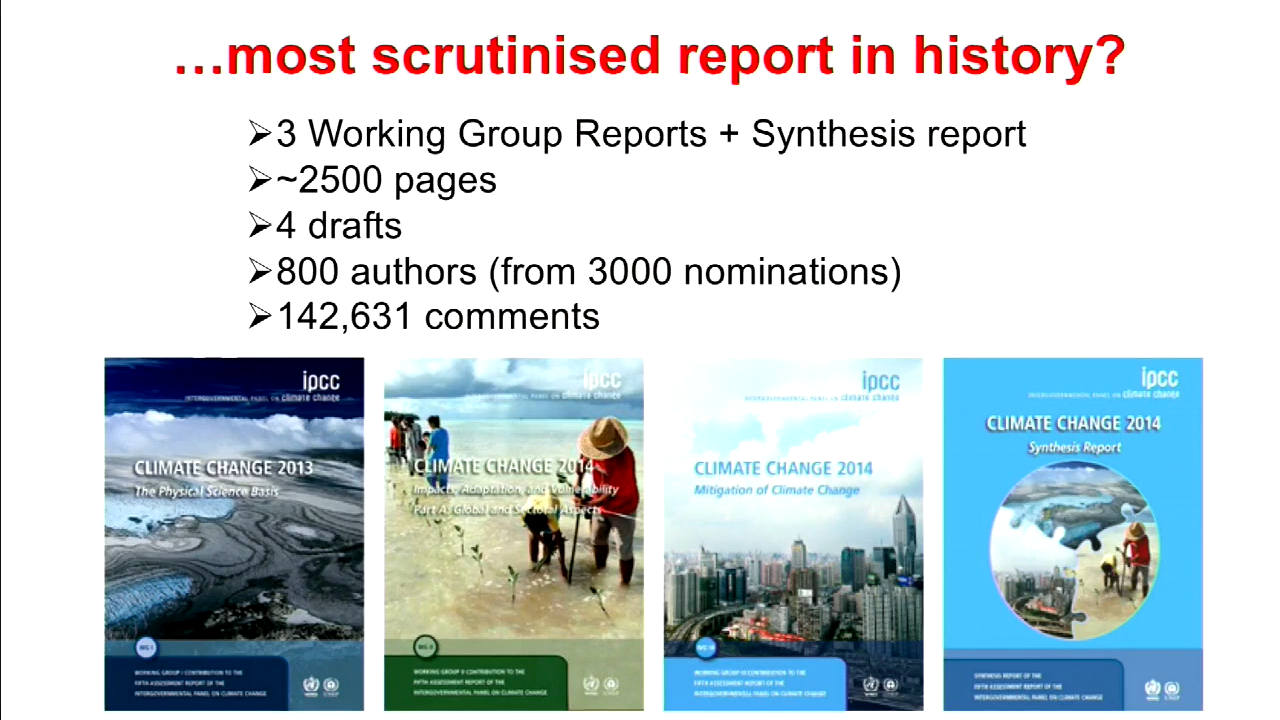 …most scrutinised report in history?
➢3 Working Group Reports + Synthesis report
➢~2500 pages
➢4 drafts
➢800 authors (from 3000 nominations)
➢142,631 comments
ipcc
INTERGOVERNMENTAL PANEL ON climate change
CLIMATE CHANGE 2013
The Physical Science Basis
WG I
WORKING GROUP I CONTRIBUTION TO THE
FIFTH ASSESSMENT REPORT OF THE
INTERGOVERNMENTAL PANEL ON CLIMATE CHANGE
ipcc
INTERGOVERNMENTAL PANEL ON climate change
CLIMATE CHANGE 2014
Impacts, Adaptation, and Vulnerability
Part A: Global and Sectoral Aspects
WG II
WORKING GROUP II CONTRIBUTION TO THE
FIFTH ASSESSMENT REPORT OF THE
INTERGOVERNMENTAL PANEL ON CLIMATE CHANGE
ipcc
INTERGOVERNMENTAL PANEL ON climate change
CLIMATE CHANGE 2014
Mitigation of Climate Change
WG III
WORKING GROUP III CONTRIBUTION TO THE
FIFTH ASSESSMENT REPORT OF THE
INTERGOVERNMENTAL PANEL ON CLIMATE CHANGE
ipcc
INTERGOVERNMENTAL PANEL ON climate change
CLIMATE CHANGE 2014
Synthesis Report
SYNTHESIS REPORT OF THE
FIFTH ASSESSMENT REPORT OF THE
INTERGOVERNMENTAL PANEL ON CLIMATE CHANGE